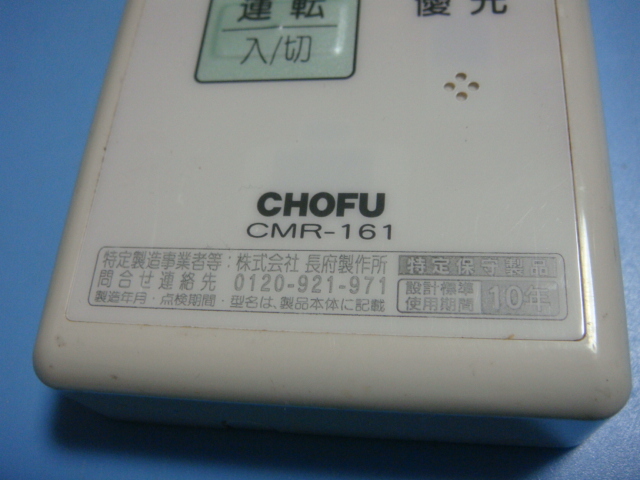 運転
入/切
優先
CHOFU
CMR-161
特定製造事業者等：株式会社 長府製作所
問合せ連絡先 0120-921-971
製造年月・点検期間・型名は、製品本体に記載
特定保守製品
設計標準
使用期間 10年